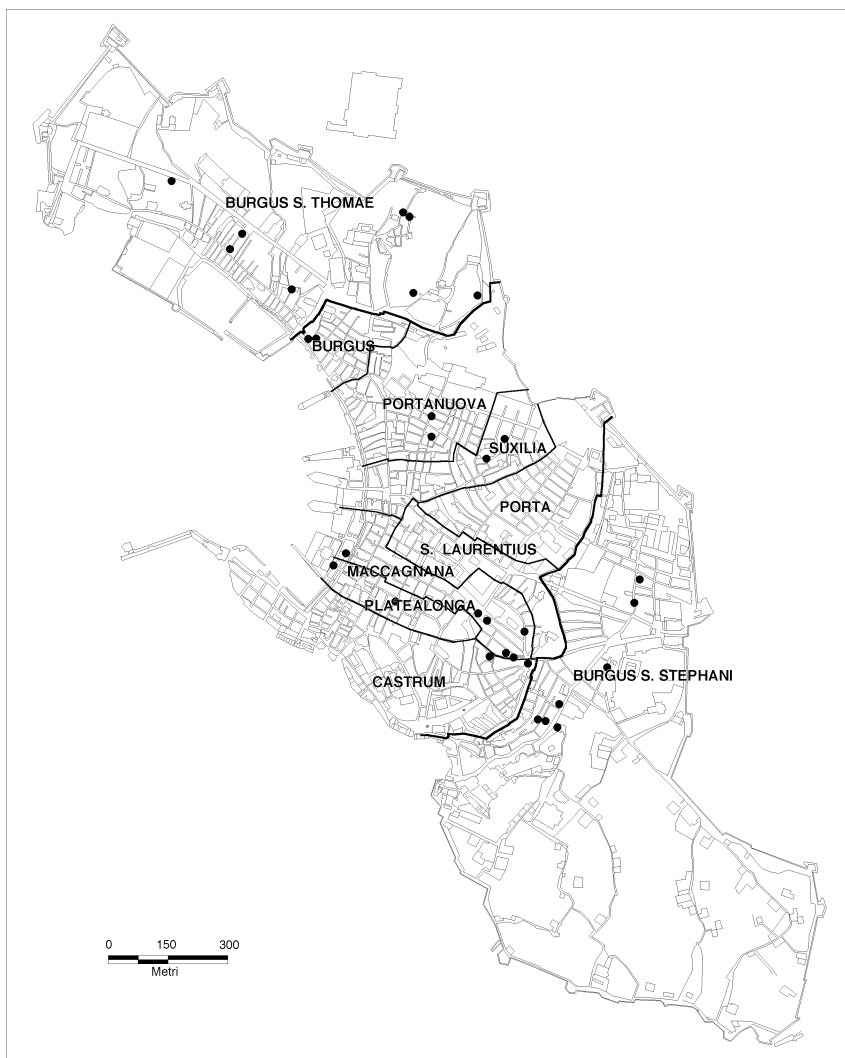 BURGUS S. THOMAE
BURGUS
PORTANUOVA
SUXILIA
PORTA
S. LAURENTIUS
MACCAGNANA
PLATEALONGA
CASTRUM
BURGUS S. STEPHANI
0 150 300
Metri